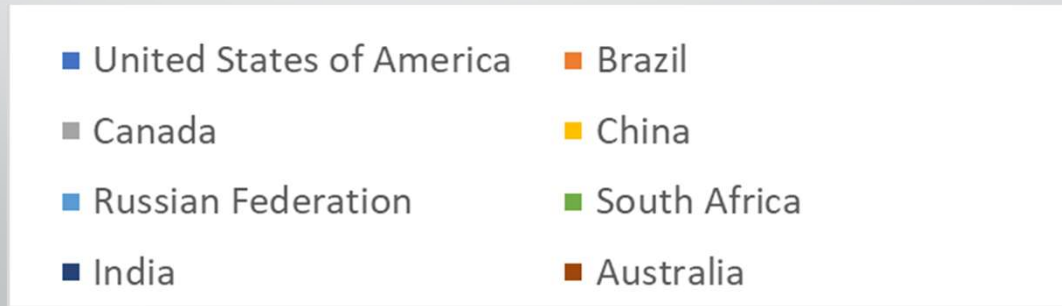 United States of America Brazil
Canada China
Russian Federation South Africa
India Australia